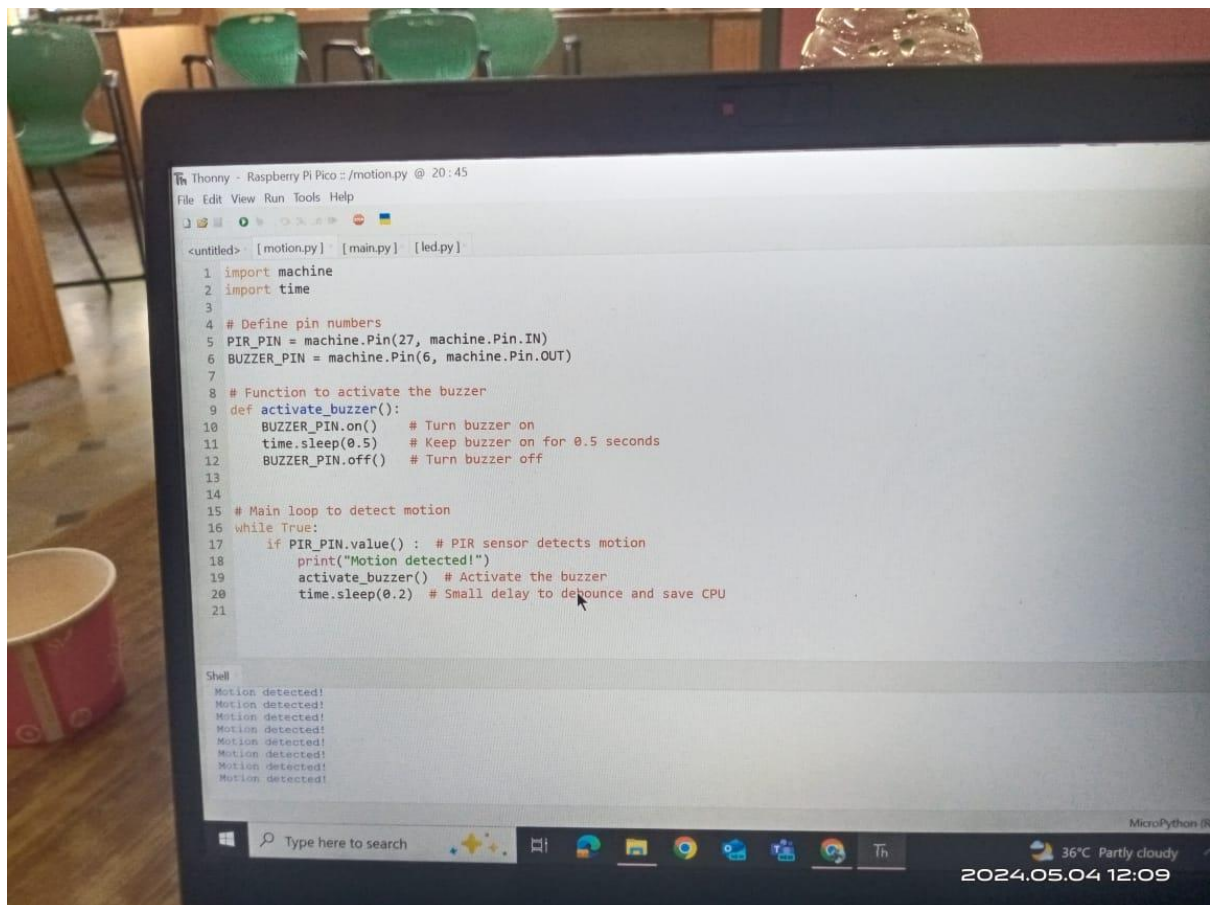 Thonny - Raspberry Pi Pico :: /motion.py @ 20 : 45
File Edit View Run Tools Help
<untitled> [ motion.py ] [ main.py ] [ led.py ]
1 import machine
2 import time
3
4 # Define pin numbers
5 PIR_PIN = machine.Pin(27, machine.Pin.IN)
6 BUZZER_PIN = machine.Pin(6, machine.Pin.OUT)
7
8 # Function to activate the buzzer
9 def activate_buzzer():
10     BUZZER_PIN.on()    # Turn buzzer on
11     time.sleep(0.5)    # Keep buzzer on for 0.5 seconds
12     BUZZER_PIN.off()   # Turn buzzer off
13
14
15 # Main loop to detect motion
16 while True:
17     if PIR_PIN.value() :  # PIR sensor detects motion
18         print("Motion detected!")
19         activate_buzzer()  # Activate the buzzer
20         time.sleep(0.2)  # Small delay to debounce and save CPU
21
Shell
Motion detected!
Motion detected!
Motion detected!
Motion detected!
Motion detected!
Motion detected!
Motion detected!
Motion detected!
MicroPython
Type here to search
Th
36°C Partly cloudy
2024.05.04 12:09